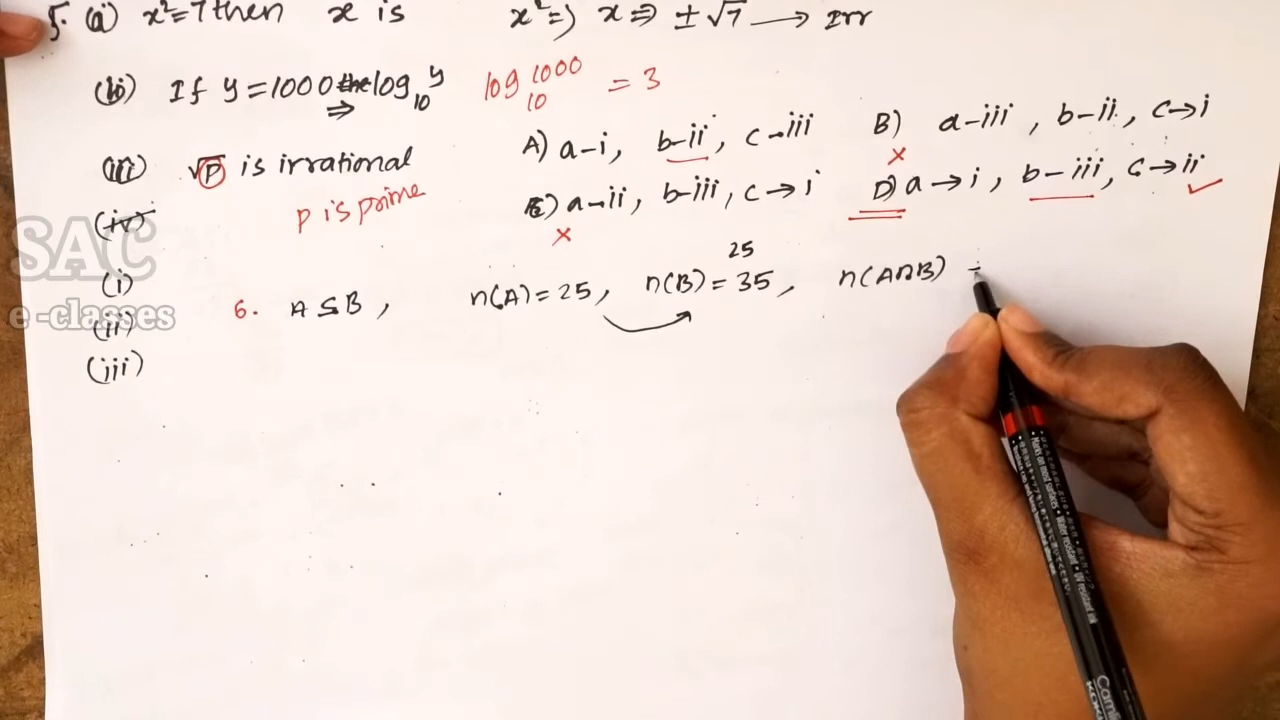 5. (a) x²=7 then x is x² ⇒ x ⇒ ±√7 → Irr
(b) If y = 1000 the log₁₀ y log₁₀ 1000 = 3
⇒
A) a-i, b-ii, c-iii B) a-iii, b-ii, c→i
(iii) √P is irrational
p is prime
C) a-ii, b-iii, c→i D) a→i, b-iii, c→ii ✓
× ×
(iv)
SAC
e-classes
(i)
25
6. A⊆B, n(A)=25, n(B)=35, n(A∩B) =
(ii)
(iii)